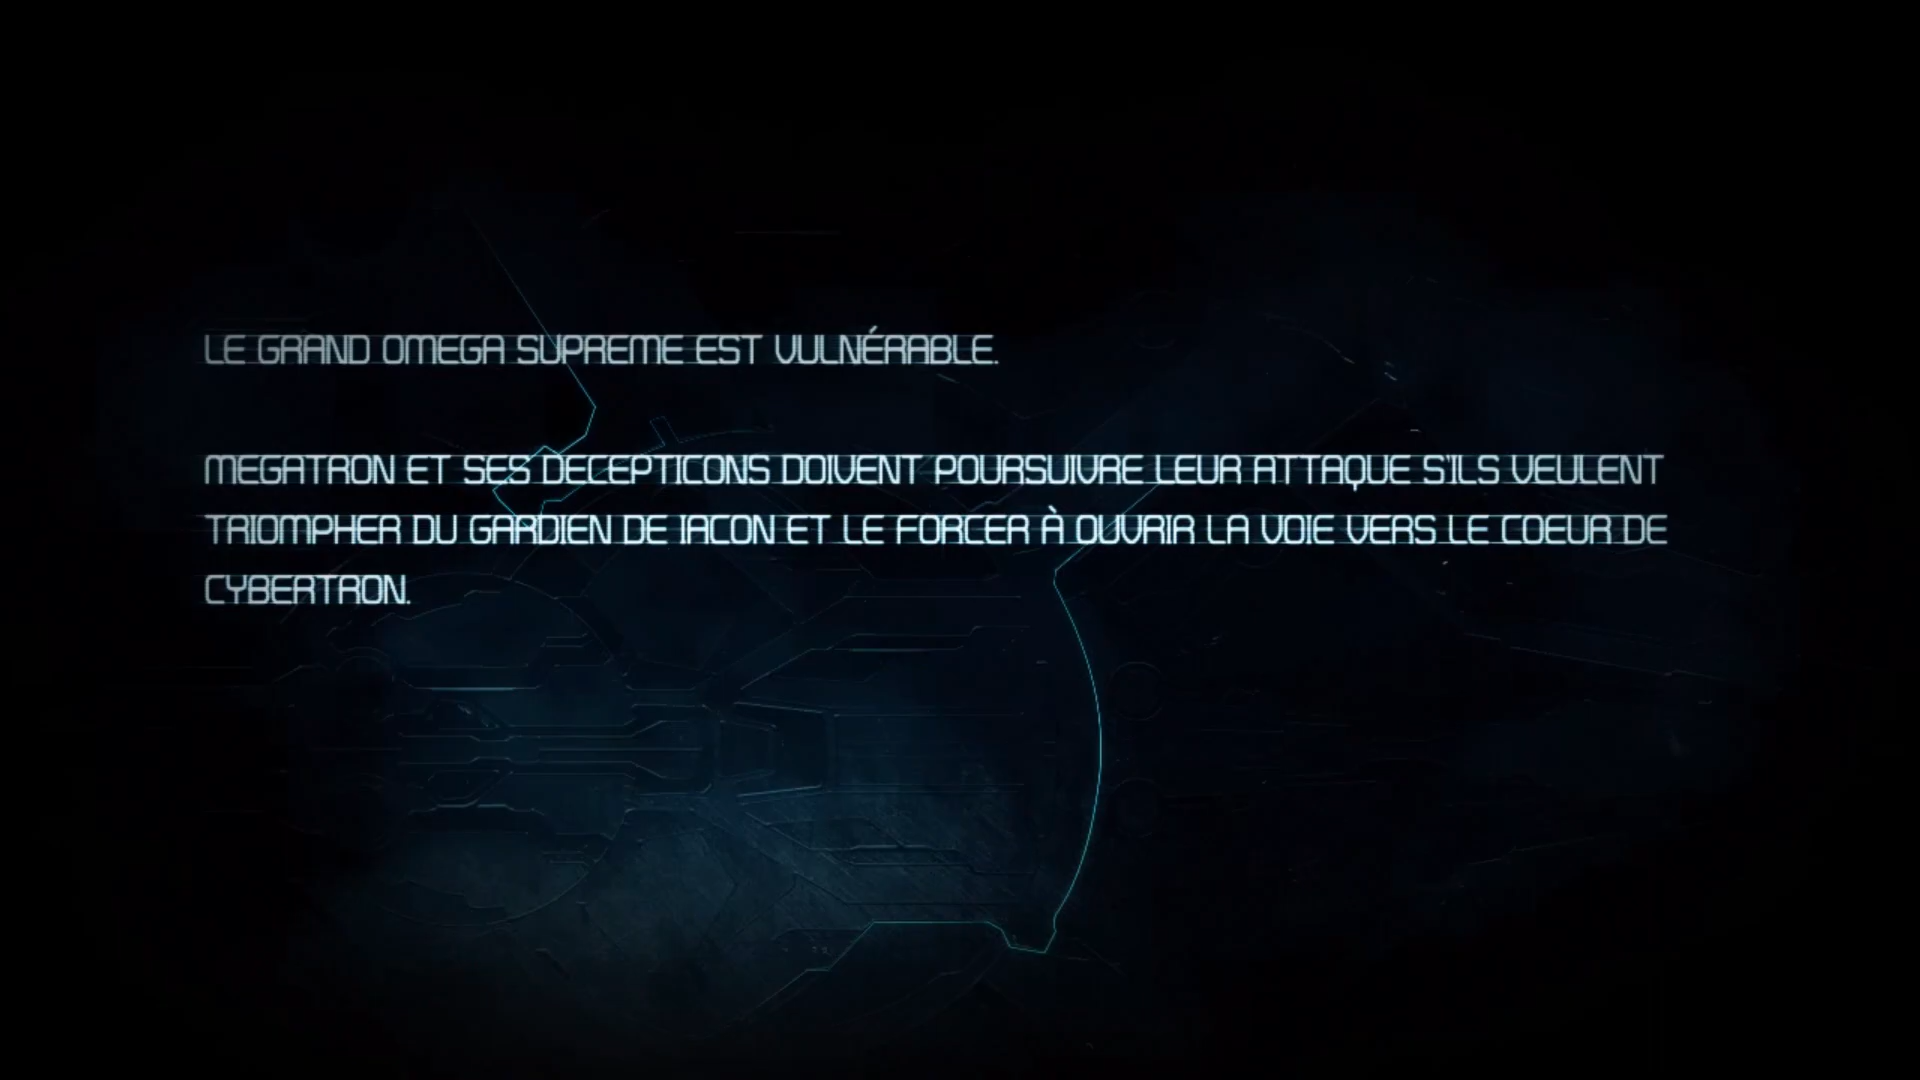 LE GRAND OMEGA SUPREME EST VULNÉRABLE.
MEGATRON ET SES DECEPTICONS DOIVENT POURSUIVRE LEUR ATTAQUE S'ILS VEULENT
TRIOMPHER DU GARDIEN DE IACON ET LE FORCER À OUVRIR LA VOIE VERS LE COEUR DE
CYBERTRON.